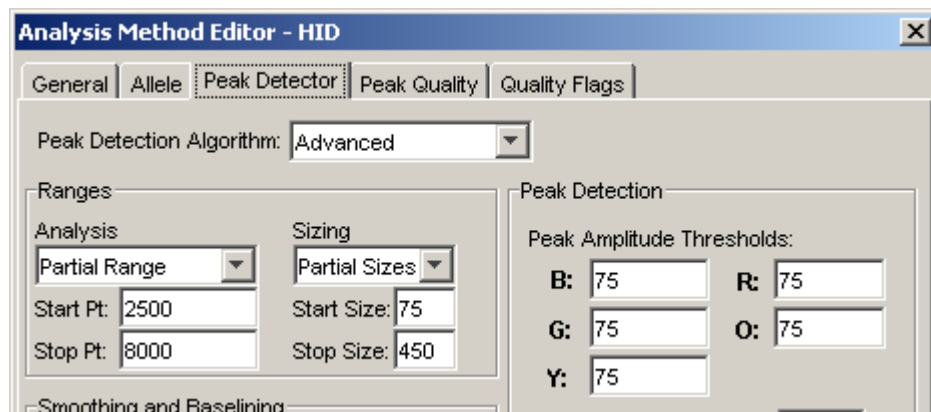 Analysis Method Editor - HID
General Allele Peak Detector Peak Quality Quality Flags
Peak Detection Algorithm: Advanced
Ranges
Analysis Sizing
Partial Range Partial Sizes
Start Pt: 2500 Start Size: 75
Stop Pt: 8000 Stop Size: 450
Peak Detection
Peak Amplitude Thresholds:
B: 75 R: 75
G: 75 O: 75
Y: 75
Smoothing and Baselining